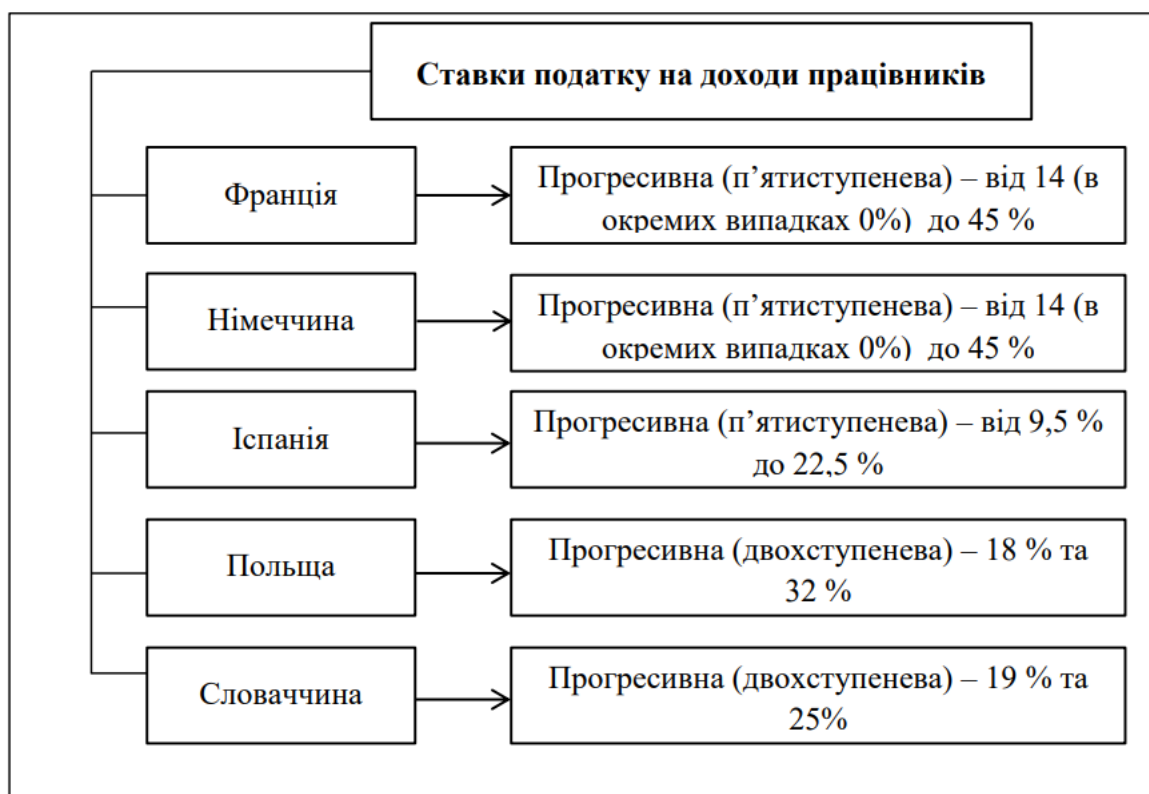 Ставки податку на доходи працівників
Франція
Прогресивна (п’ятиступенева) – від 14 (в
окремих випадках 0%) до 45 %
Німеччина
Прогресивна (п’ятиступенева) – від 14 (в
окремих випадках 0%) до 45 %
Іспанія
Прогресивна (п’ятиступенева) – від 9,5 %
до 22,5 %
Польща
Прогресивна (двохступенева) – 18 % та
32 %
Словаччина
Прогресивна (двохступенева) – 19 % та
25%